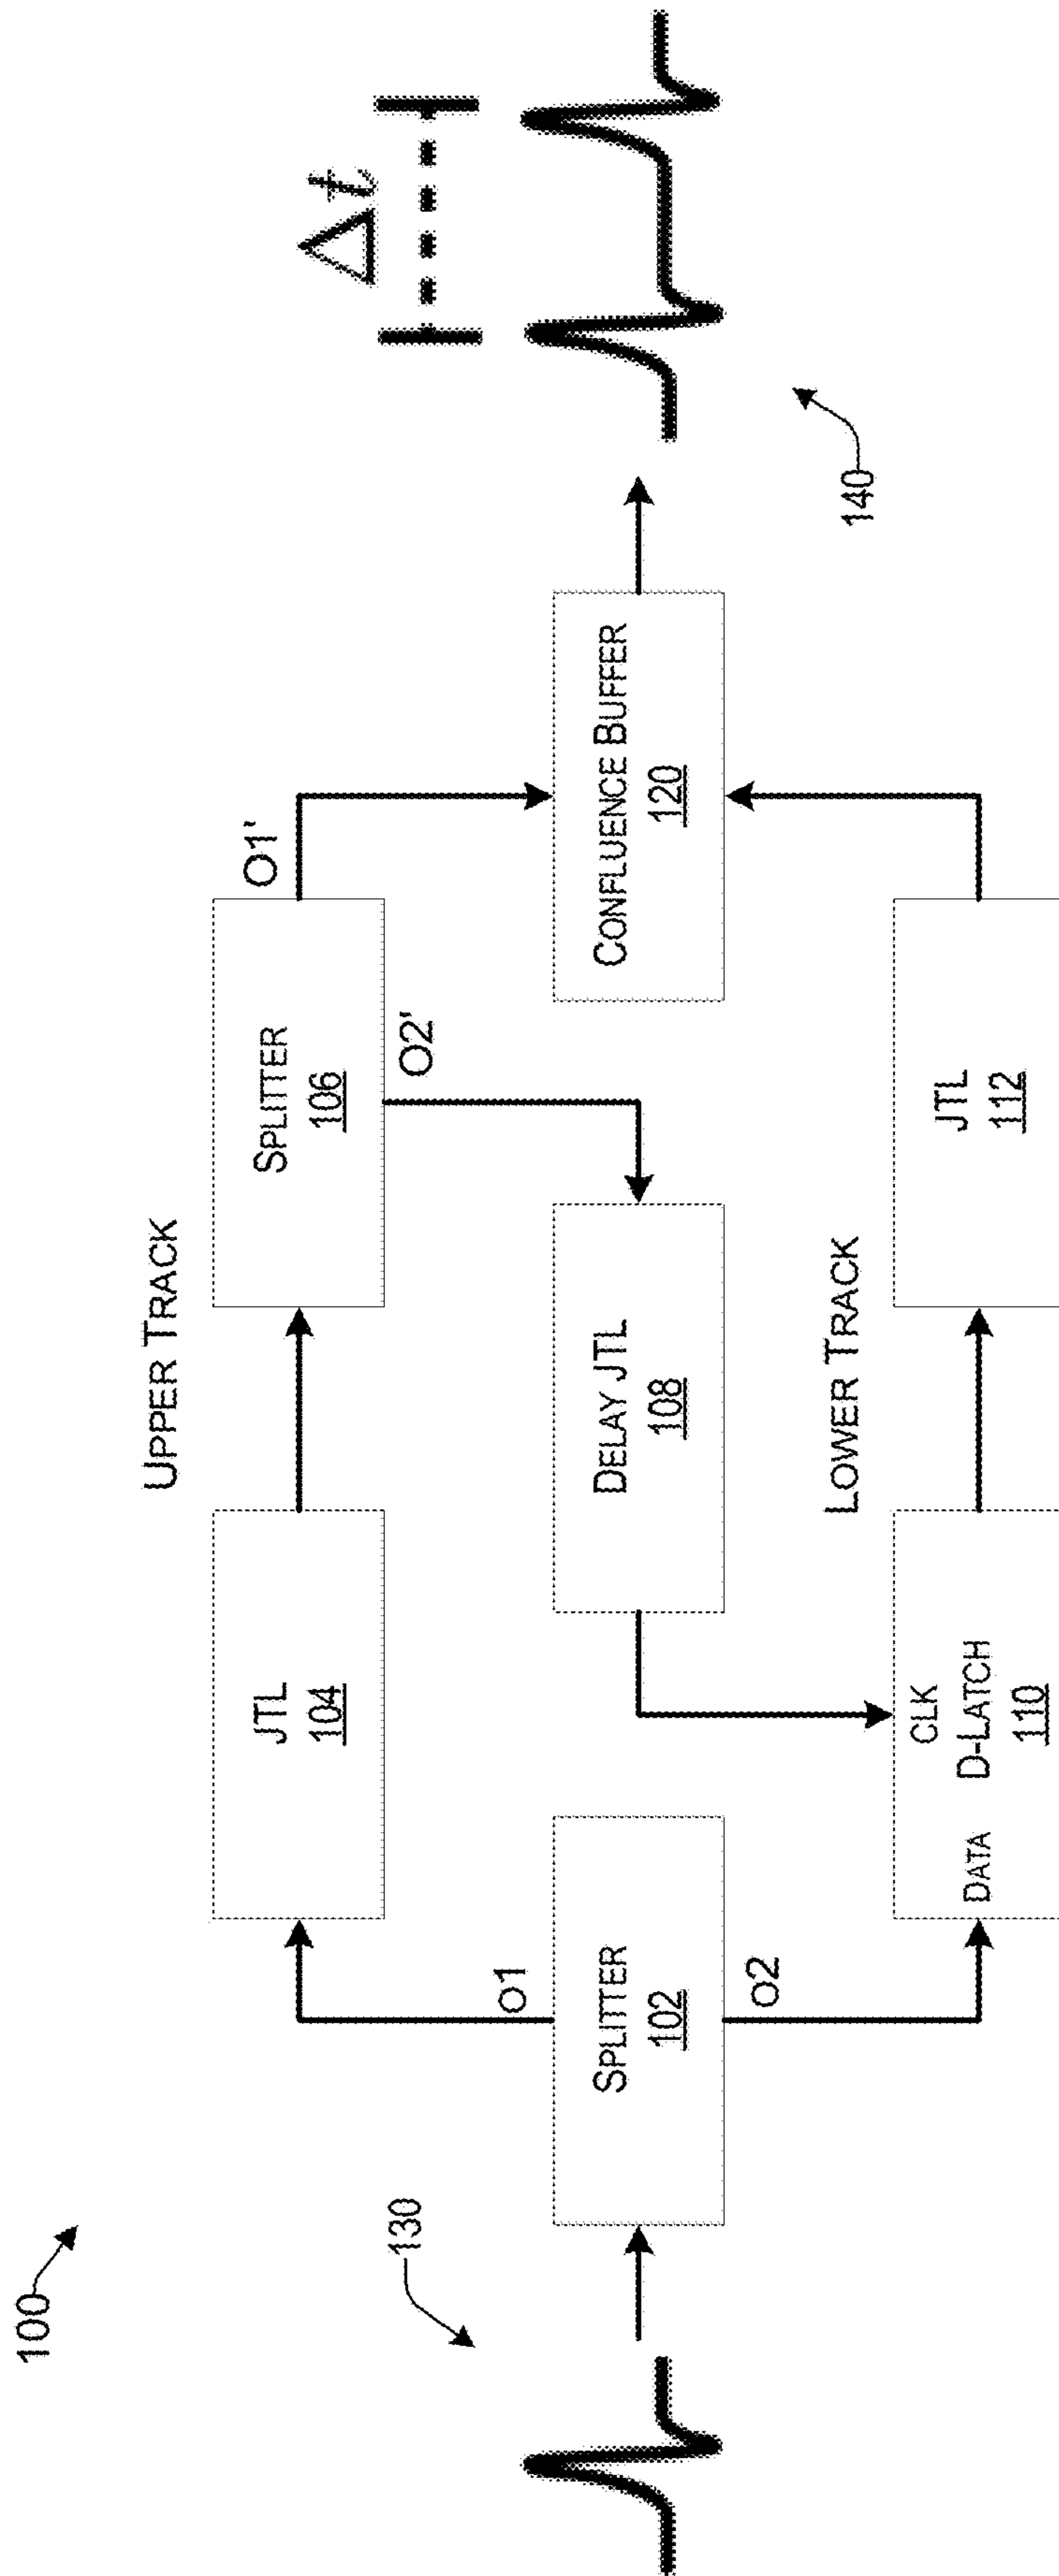 100
130
UPPER TRACK
JTL
104
SPLITTER
106
O1'
O2'
Δt
O1
SPLITTER
102
O2
DELAY JTL
108
CONFLUENCE BUFFER
120
140
LOWER TRACK
DATA
CLK
D-LATCH
110
JTL
112